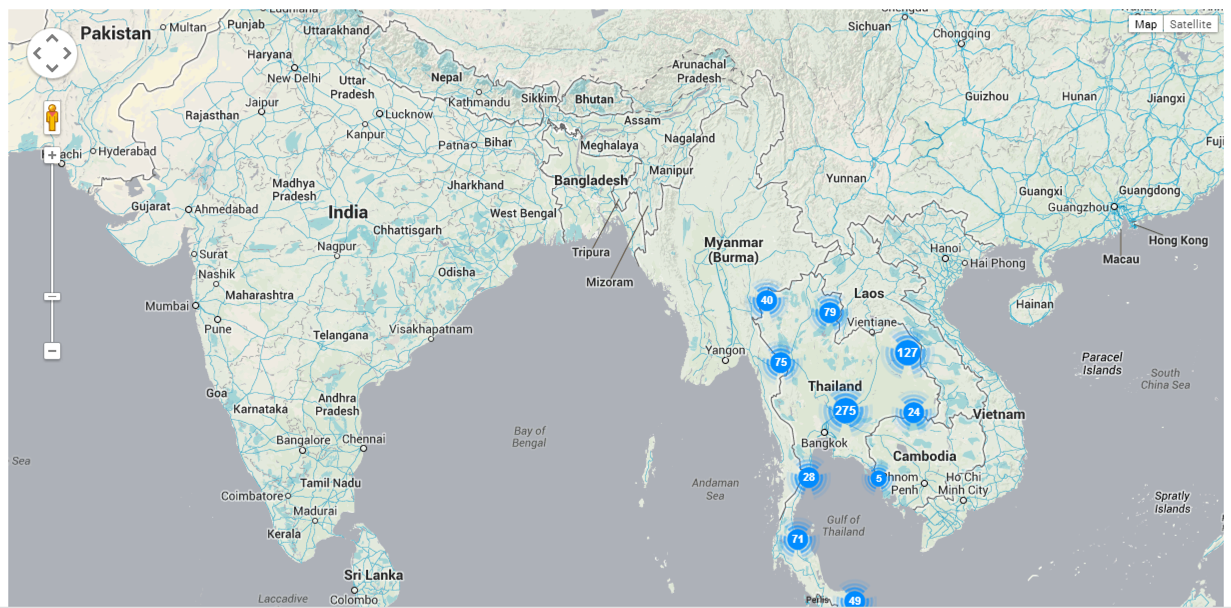 Pakistan
Multan
Punjab
Uttarakhand
Haryana
New Delhi
Uttar
Pradesh
Nepal
Kathmandu
Sikkim
Bhutan
Arunachal
Pradesh
Assam
Sichuan
Chongqing
Map
Satellite
Guizhou
Hunan
Jiangxi
Rajasthan
Jaipur
Lucknow
Kanpur
Patna
Bihar
Meghalaya
Nagaland
Manipur
Hyderabad
Bangladesh
Yunnan
Guangxi
Guangdong
Guangzhou
Hong Kong
Macau
Gujarat
Ahmedabad
Madhya
Pradesh
Jharkhand
India
West Bengal
Chhattisgarh
Tripura
Mizoram
Myanmar
(Burma)
Hanoi
Hai Phong
Hainan
Surat
Nashik
Nagpur
Odisha
Mumbai
Maharashtra
Pune
Telangana
Visakhapatnam
Yangon
40
79
Laos
Vientiane
75
127
Thailand
275
24
Bangkok
Vietnam
Cambodia
Paracel
Islands
South
China Sea
Goa
Karnataka
Andhra
Pradesh
Bangalore
Chennai
Bay of
Bengal
Sea
Andaman
Sea
28
5
Penh
Ho Chi
Minh City
Coimbatore
Tamil Nadu
Madurai
Kerala
Gulf of
Thailand
Spratly
Islands
71
Sri Lanka
Colombo
Laccadive
Perlis
49